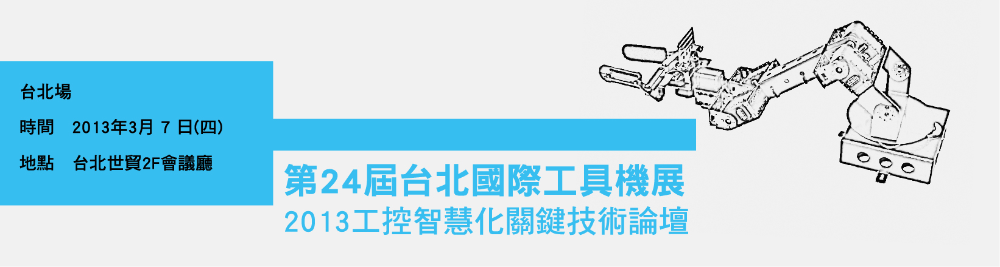 台北場
時間　2013年3月 7 日(四)
地點　台北世貿2F會議廳
第24屆台北國際工具機展
2013工控智慧化關鍵技術論壇